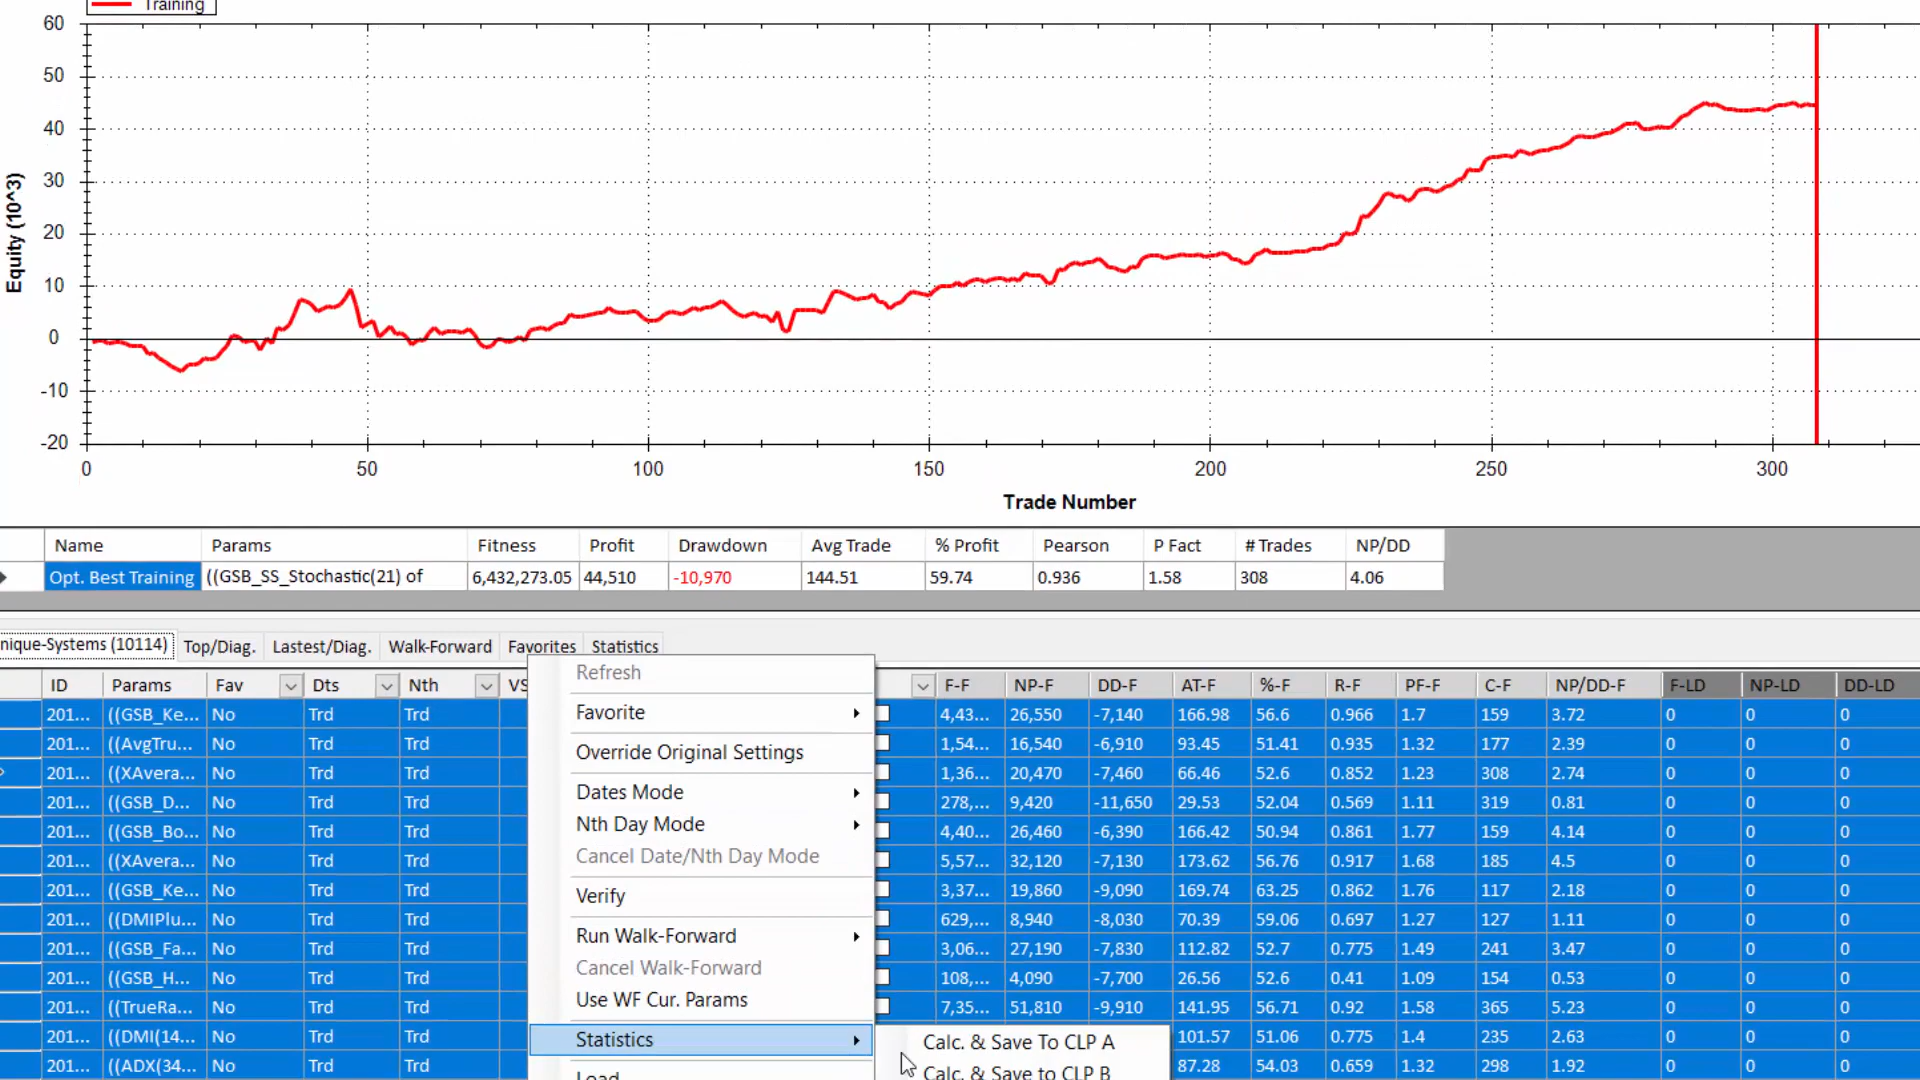 Training
60
50
40
30
20
10
0
-10
-20
Equity (10^3)
0 50 100 150 200 250 300
Trade Number
Name Params Fitness Profit Drawdown Avg Trade % Profit Pearson P Fact # Trades NP/DD
Opt. Best Training ((GSB_SS_Stochastic(21) of 6,432,273.05 44,510 -10,970 144.51 59.74 0.936 1.58 308 4.06
nique-Systems (10114) Top/Diag. Lastest/Diag. Walk-Forward Favorites Statistics
ID Params Fav Dts Nth VS F-F NP-F DD-F AT-F %-F R-F PF-F C-F NP/DD-F F-LD NP-LD DD-LD
201... ((GSB_Ke... No Trd Trd 4,43... 26,550 -7,140 166.98 56.6 0.966 1.7 159 3.72 0 0 0
201... ((AvgTru... No Trd Trd 1,54... 16,540 -6,910 93.45 51.41 0.935 1.32 177 2.39 0 0 0
201... ((XAvera... No Trd Trd 1,36... 20,470 -7,460 66.46 52.6 0.852 1.23 308 2.74 0 0 0
201... ((GSB_D... No Trd Trd 278,... 9,420 -11,650 29.53 52.04 0.569 1.11 319 0.81 0 0 0
201... ((GSB_Bo... No Trd Trd 4,40... 26,460 -6,390 166.42 50.94 0.861 1.77 159 4.14 0 0 0
201... ((XAvera... No Trd Trd 5,57... 32,120 -7,130 173.62 56.76 0.917 1.68 185 4.5 0 0 0
201... ((GSB_Ke... No Trd Trd 3,37... 19,860 -9,090 169.74 63.25 0.862 1.76 117 2.18 0 0 0
201... ((DMIPlu... No Trd Trd 629,... 8,940 -8,030 70.39 59.06 0.697 1.27 127 1.11 0 0 0
201... ((GSB_Fa... No Trd Trd 3,06... 27,190 -7,830 112.82 52.7 0.775 1.49 241 3.47 0 0 0
201... ((GSB_H... No Trd Trd 108,... 4,090 -7,700 26.56 52.6 0.41 1.09 154 0.53 0 0 0
201... ((TrueRa... No Trd Trd 7,35... 51,810 -9,910 141.95 56.71 0.92 1.58 365 5.23 0 0 0
201... ((DMI(14... No Trd Trd 101.57 51.06 0.775 1.4 235 2.63 0 0 0
201... ((ADX(34... No Trd Trd 87.28 54.03 0.659 1.32 298 1.92 0 0 0
Refresh
Favorite
Override Original Settings
Dates Mode
Nth Day Mode
Cancel Date/Nth Day Mode
Verify
Run Walk-Forward
Cancel Walk-Forward
Use WF Cur. Params
Statistics
Load
Calc. & Save To CLP A
Calc. & Save to CLP B